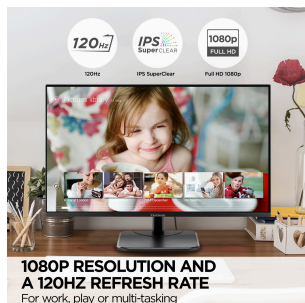 120Hz
IPS
SuperCLEAR
1080p
FULL HD
120Hz
IPS SuperClear
Full HD 1080p
ViewSonic
1080P RESOLUTION AND
A 120HZ REFRESH RATE
For work, play or multi-tasking